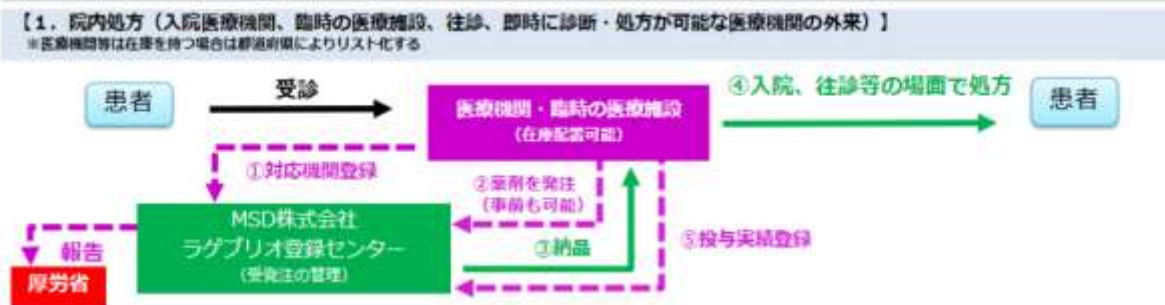 【1．院内処方（入院医療機関、臨時の医療施設、往診、即時に診断・処方が可能な医療機関の外来）】
※医療機関等は在庫を持つ場合は都道府県によりリスト化する
患者
受診
医療機関・臨時の医療施設
（在庫配置可能）
④入院、往診等の場面で処方
患者
①対応機関登録
②薬剤を発注
（事前も可能）
MSD株式会社
ラゲブリオ登録センター
（受発注の管理）
③納品
⑤投与実績登録
報告
厚労省